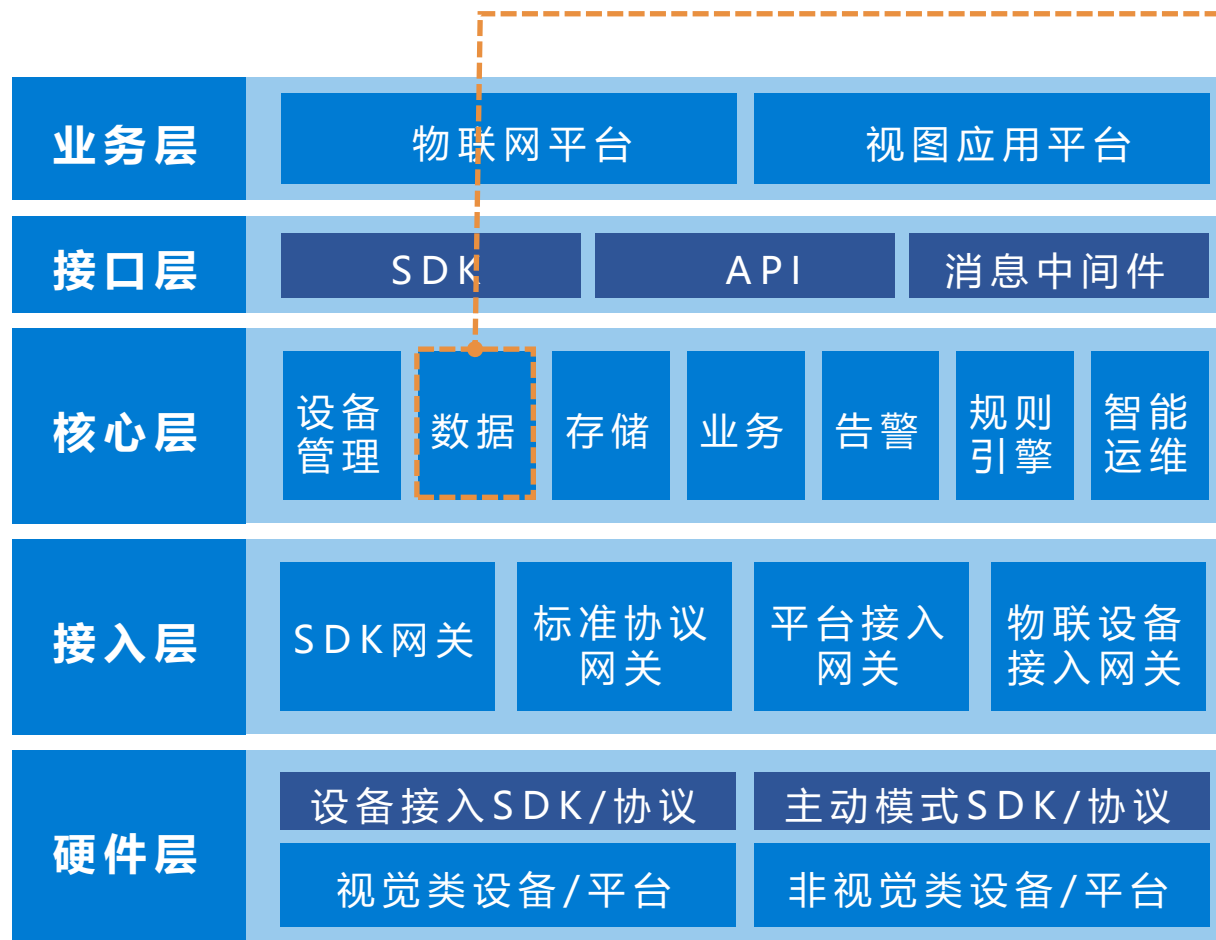 业务层
物联网平台
视图应用平台
接口层
SDK
API
消息中间件
核心层
设备
管理
数据
存储
业务
告警
规则
引擎
智能
运维
接入层
SDK网关
标准协议
网关
平台接入
网关
物联设备
接入网关
硬件层
设备接入SDK/协议
主动模式SDK/协议
视觉类设备/平台
非视觉类设备/平台